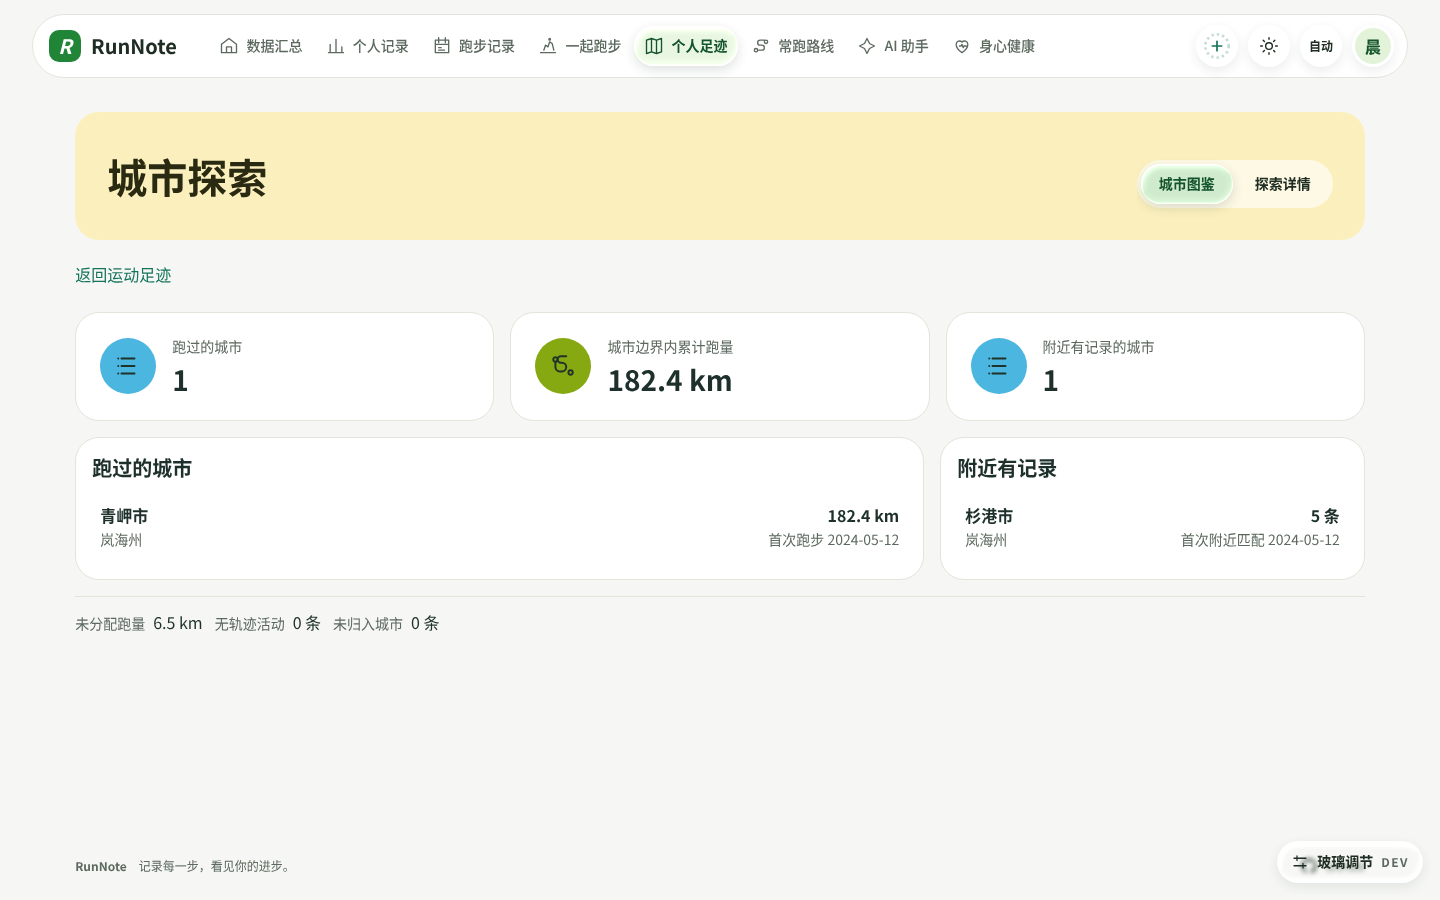 R RunNote 数据汇总 个人记录 跑步记录 一起跑步 个人足迹 常跑路线 AI 助手 身心健康 自动 晨
城市探索
城市图鉴 探索详情
返回运动足迹
跑过的城市
1
城市边界内累计跑量
182.4 km
附近有记录的城市
1
跑过的城市
青岬市 182.4 km
岚海州 首次跑步 2024-05-12
附近有记录
杉港市 5 条
岚海州 首次附近匹配 2024-05-12
未分配跑量 6.5 km 无轨迹活动 0 条 未归入城市 0 条
RunNote 记录每一步，看见你的进步。
玻璃调节 DEV